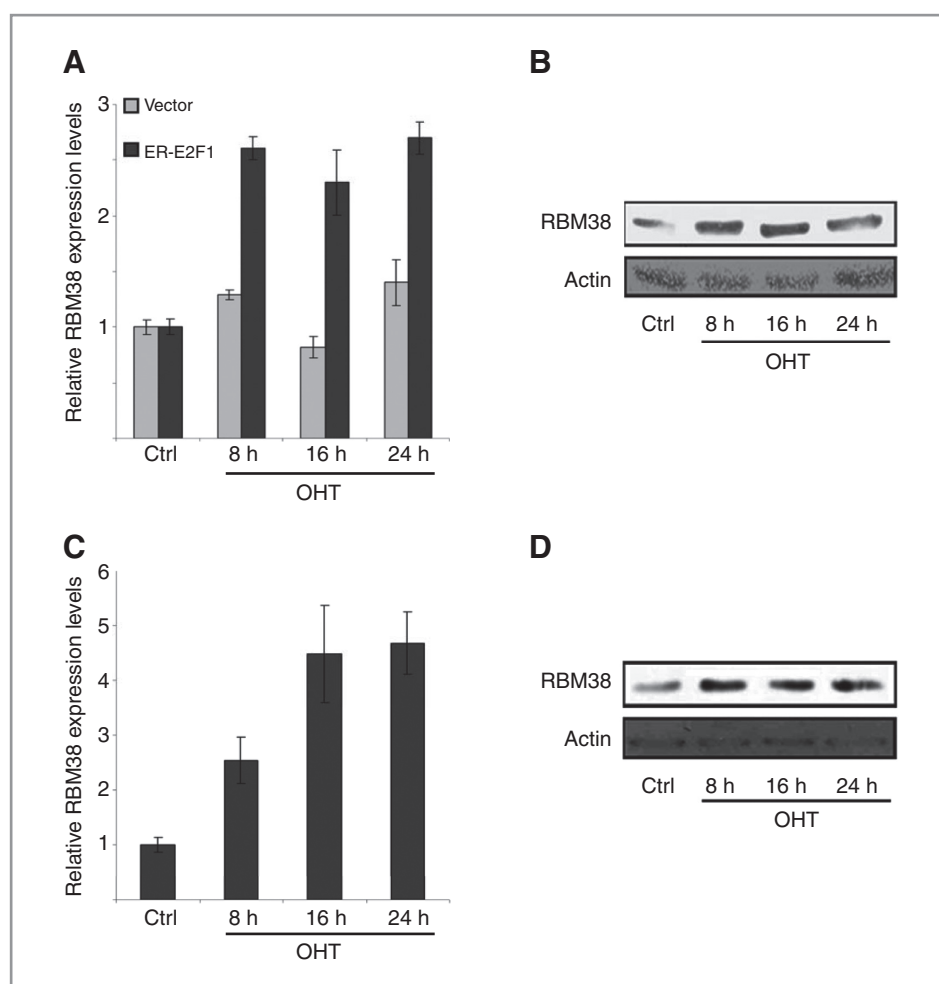 A
Relative RBM38 expression levels
3
2
1
Vector
ER-E2F1
Ctrl 8 h 16 h 24 h
OHT
B
RBM38
Actin
Ctrl 8 h 16 h 24 h
OHT
C
Relative RBM38 expression levels
6
5
4
3
2
1
Ctrl 8 h 16 h 24 h
OHT
D
RBM38
Actin
Ctrl 8 h 16 h 24 h
OHT